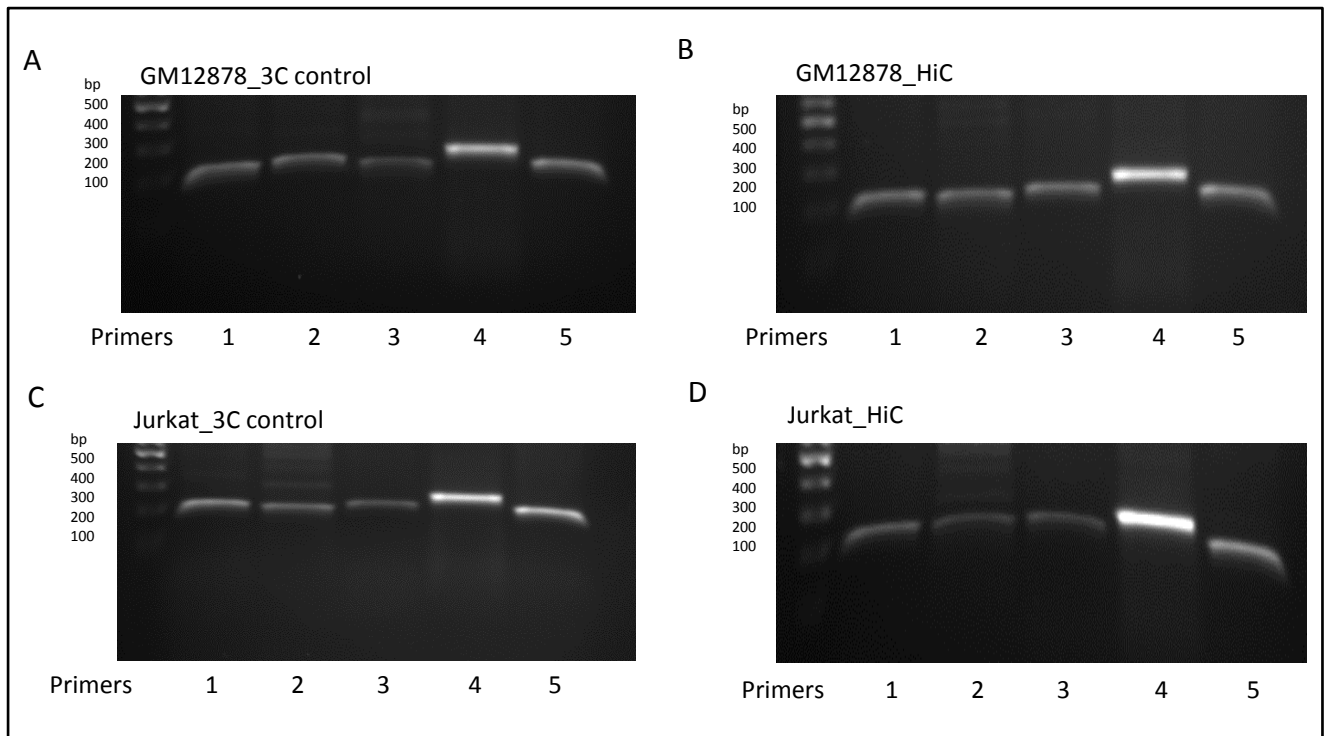 A
GM12878_3C control
bp
500
400
300
200
100
Primers 1 2 3 4 5
B
GM12878_HiC
bp
500
400
300
200
100
Primers 1 2 3 4 5
C
Jurkat_3C control
bp
500
400
300
200
100
Primers 1 2 3 4 5
D
Jurkat_HiC
bp
500
400
300
200
100
Primers 1 2 3 4 5